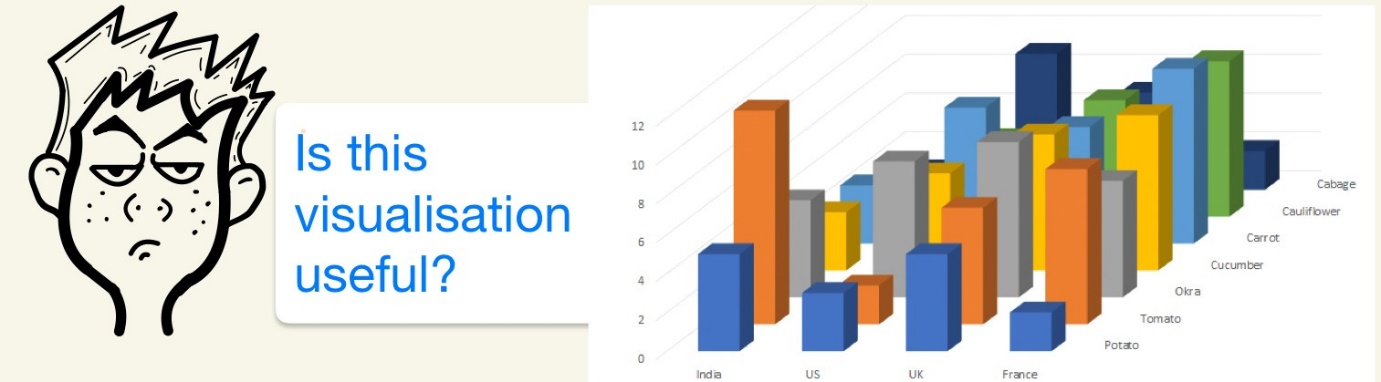 Is this
visualisation
useful?
12
10
8
6
4
2
0
India
US
UK
France
Cabage
Cauliflower
Carrot
Cucumber
Okra
Tomato
Potato